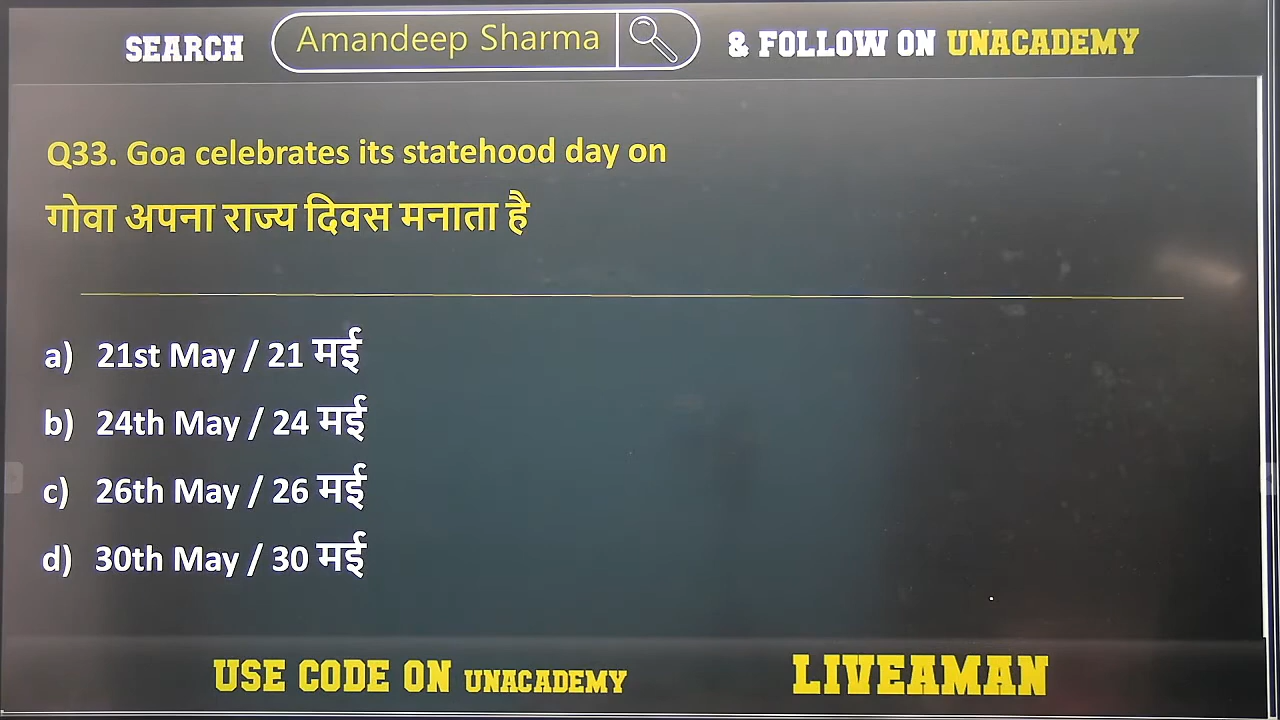 SEARCH Amandeep Sharma & FOLLOW ON UNACADEMY
Q33. Goa celebrates its statehood day on
गोवा अपना राज्य दिवस मनाता है
a) 21st May / 21 मई
b) 24th May / 24 मई
c) 26th May / 26 मई
d) 30th May / 30 मई
USE CODE ON UNACADEMY LIVEAMAN